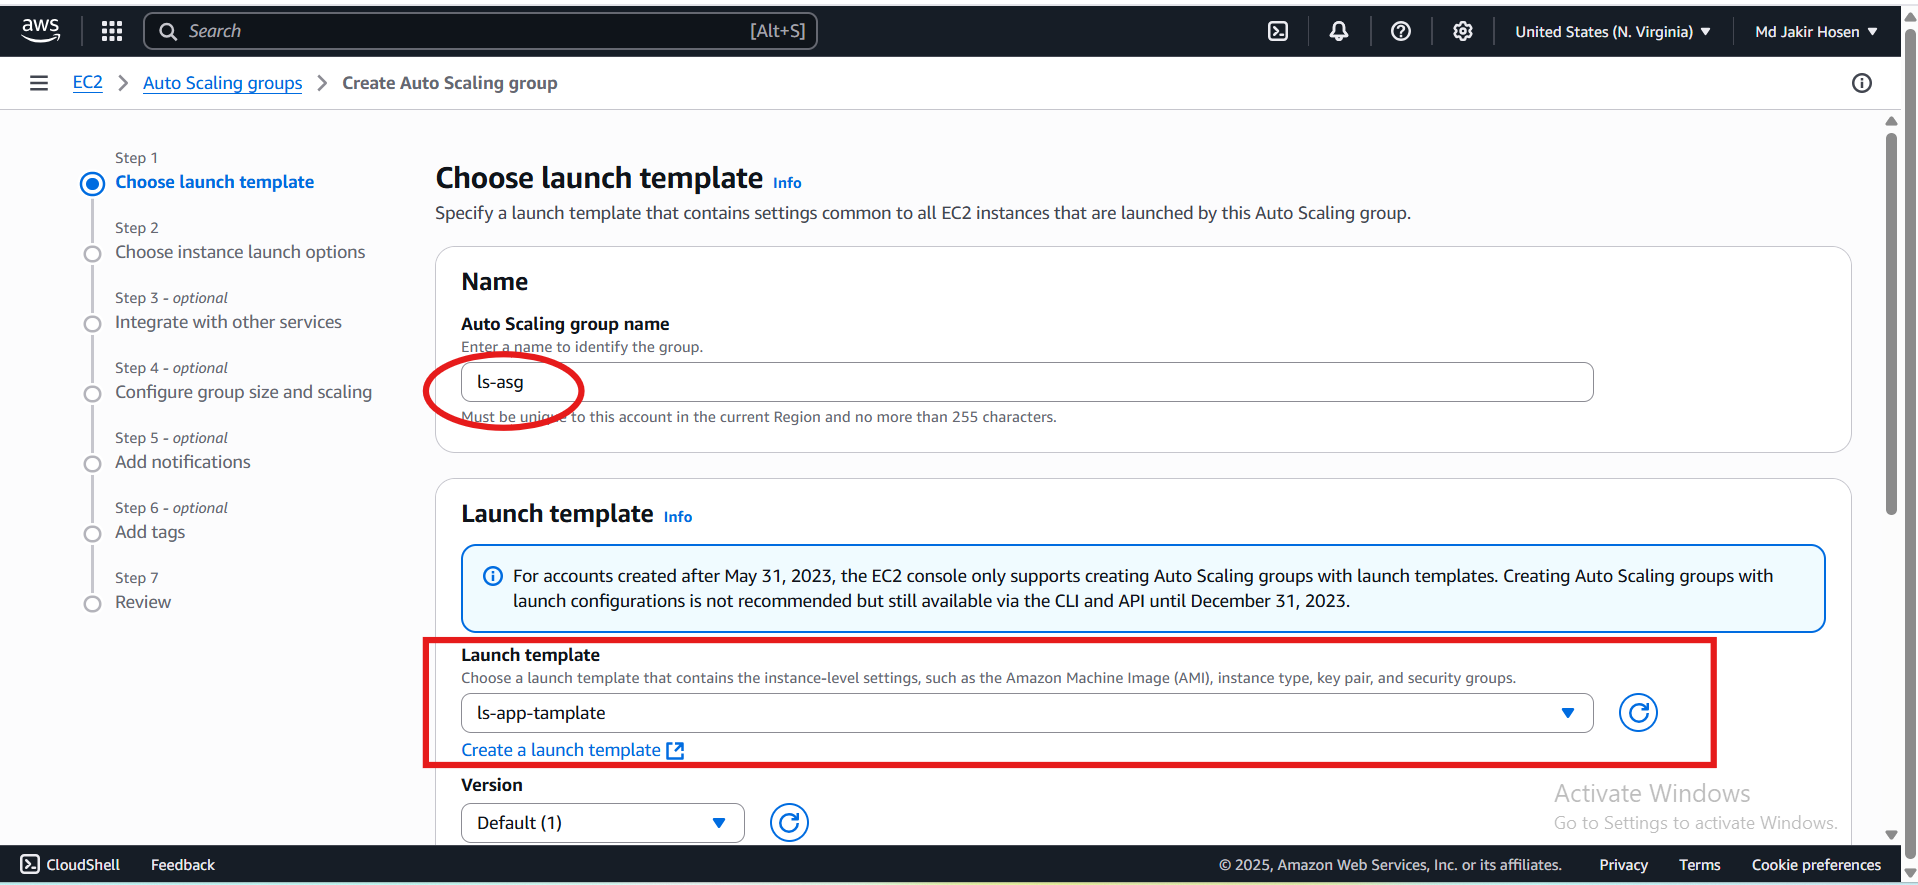 aws
Search [Alt+S]
United States (N. Virginia)
Md Jakir Hosen
EC2 > Auto Scaling groups > Create Auto Scaling group
Step 1
Choose launch template
Step 2
Choose instance launch options
Step 3 - optional
Integrate with other services
Step 4 - optional
Configure group size and scaling
Step 5 - optional
Add notifications
Step 6 - optional
Add tags
Step 7
Review
Choose launch template Info
Specify a launch template that contains settings common to all EC2 instances that are launched by this Auto Scaling group.
Name
Auto Scaling group name
Enter a name to identify the group.
ls-asg
Must be unique to this account in the current Region and no more than 255 characters.
Launch template Info
For accounts created after May 31, 2023, the EC2 console only supports creating Auto Scaling groups with launch templates. Creating Auto Scaling groups with
launch configurations is not recommended but still available via the CLI and API until December 31, 2023.
Launch template
Choose a launch template that contains the instance-level settings, such as the Amazon Machine Image (AMI), instance type, key pair, and security groups.
ls-app-tamplate
Create a launch template
Version
Default (1)
Activate Windows
Go to Settings to activate Windows.
CloudShell Feedback
© 2025, Amazon Web Services, Inc. or its affiliates. Privacy Terms Cookie preferences